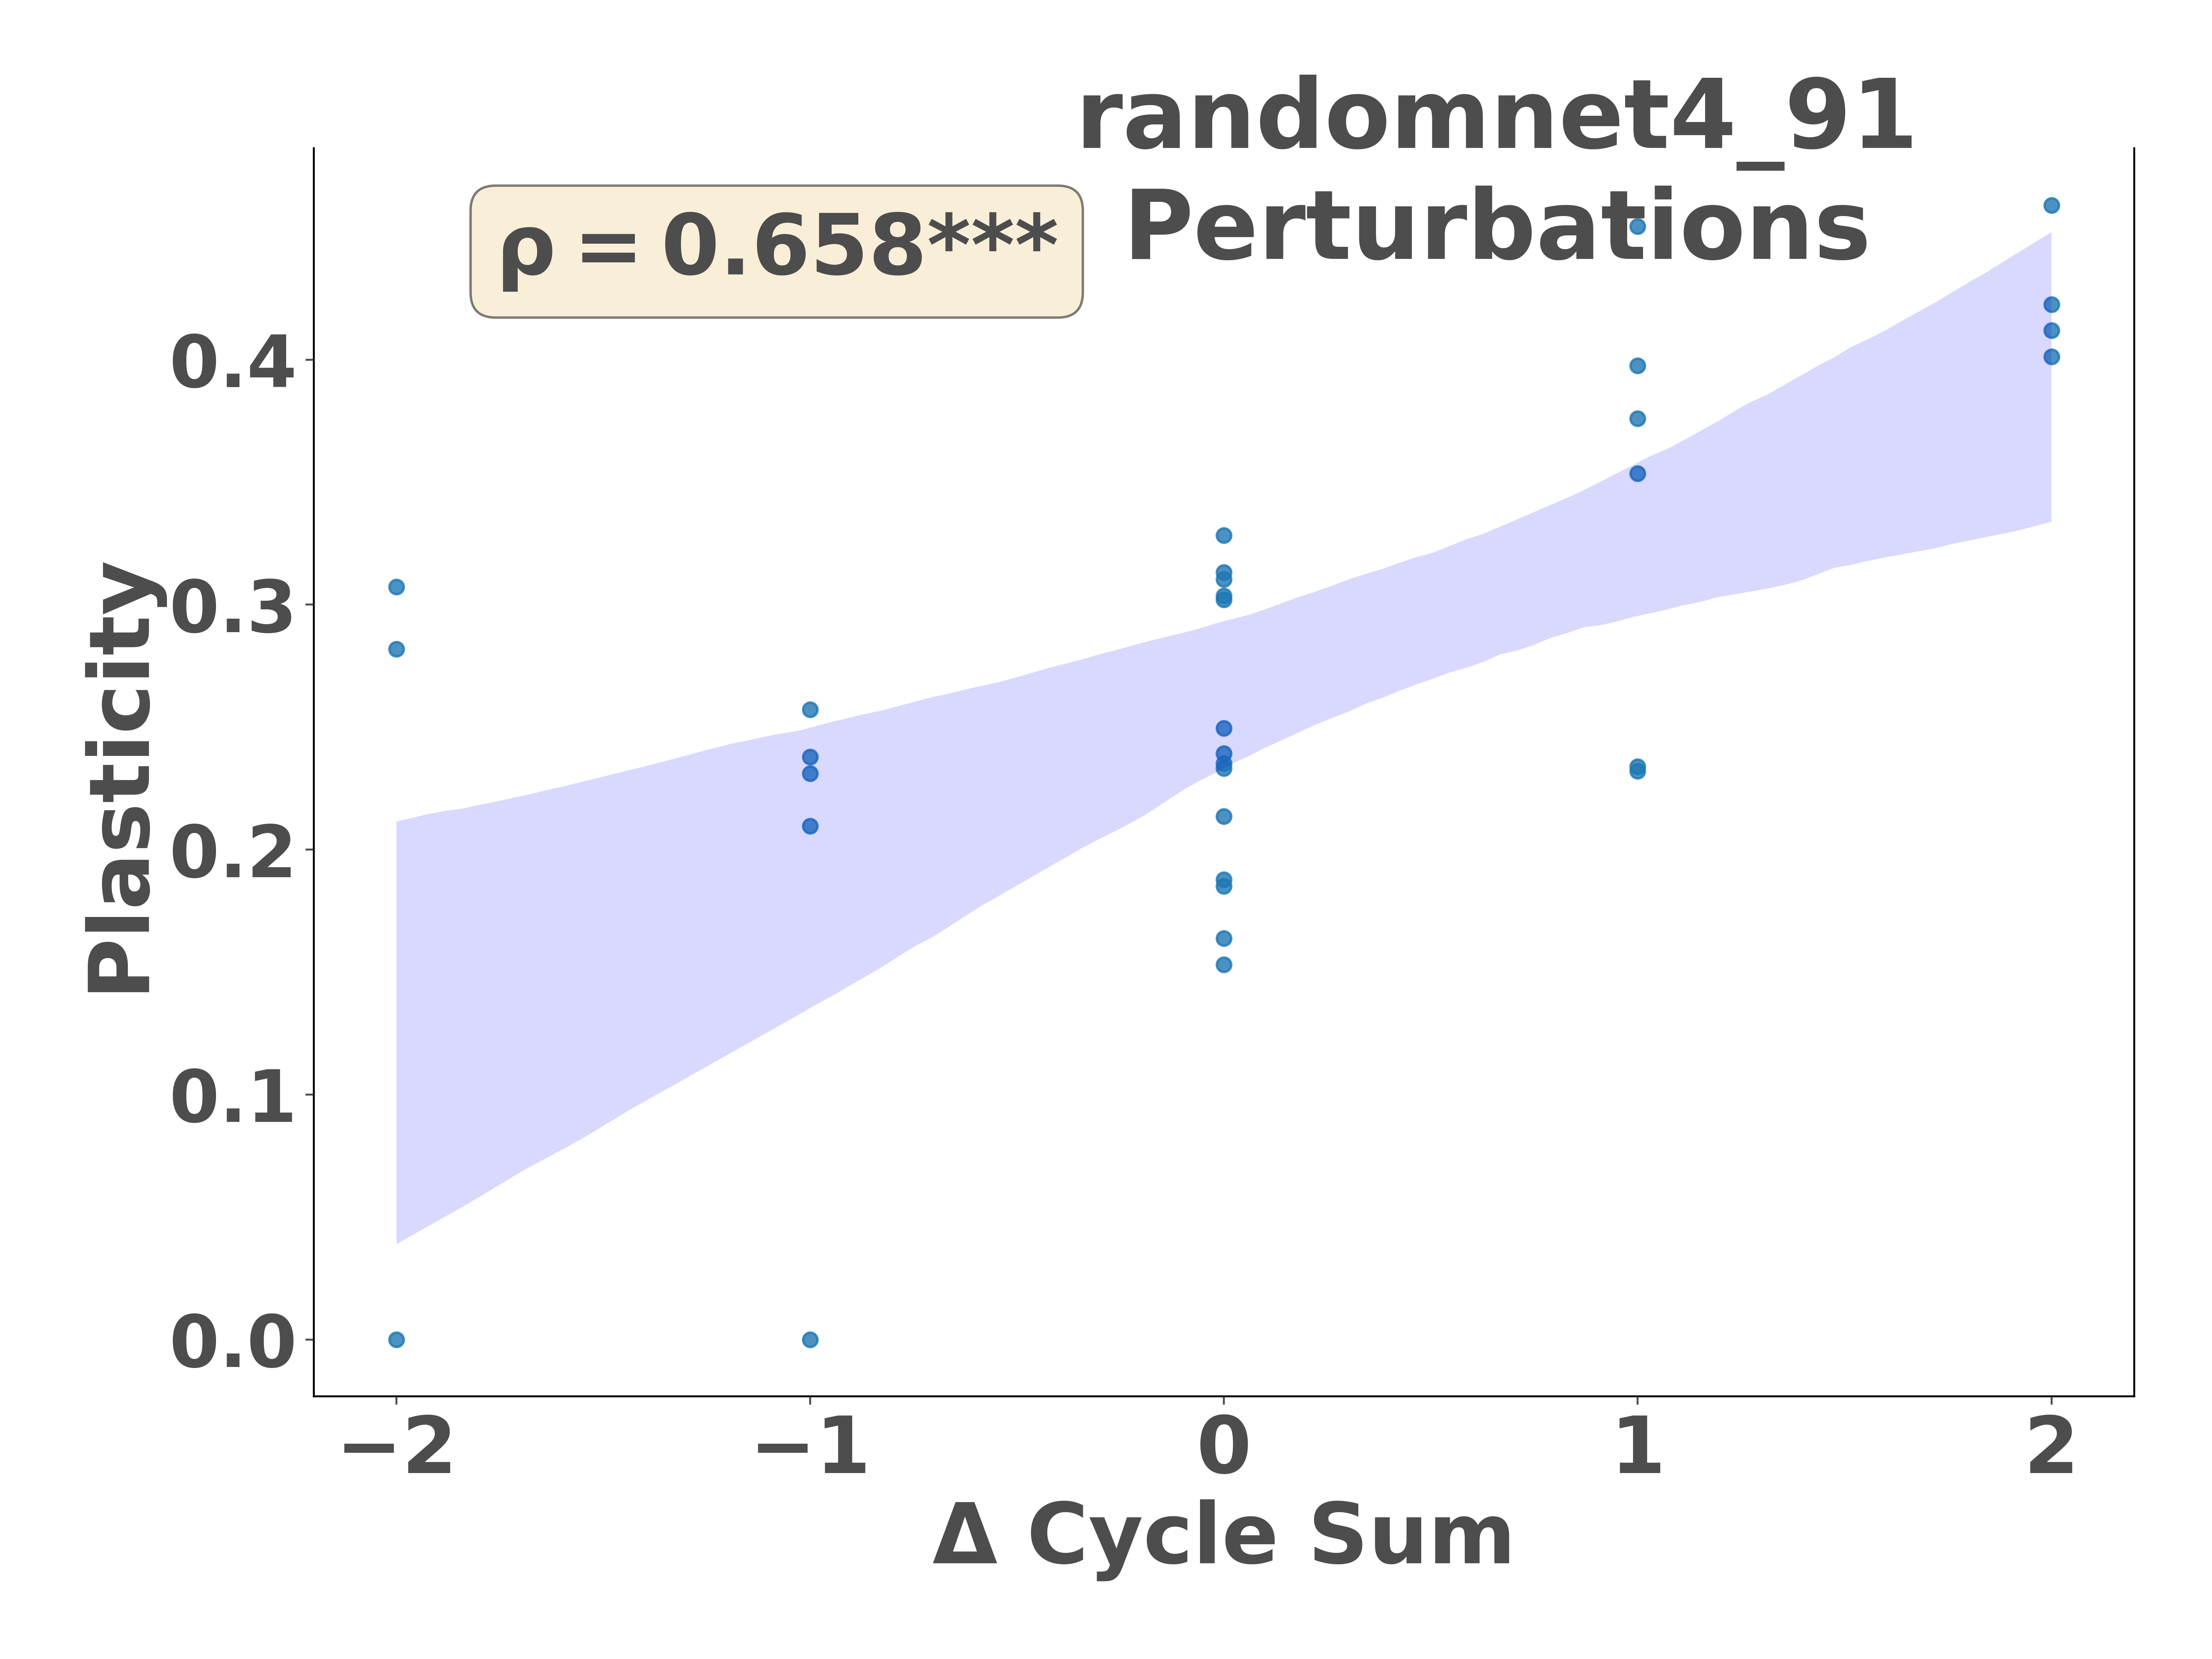 randomnet4_91
Perturbations
ρ = 0.658***
Plasticity
0.4
0.3
0.2
0.1
0.0
−2 −1 0 1 2
Δ Cycle Sum